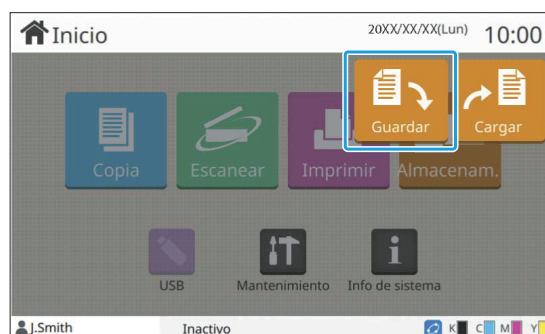 Inicio
20XX/XX/XX(Lun) 10:00
Guardar Cargar
Copia Escanear Imprimir Almacenam.
USB Mantenimiento Info de sistema
J.Smith Inactivo K C M Y